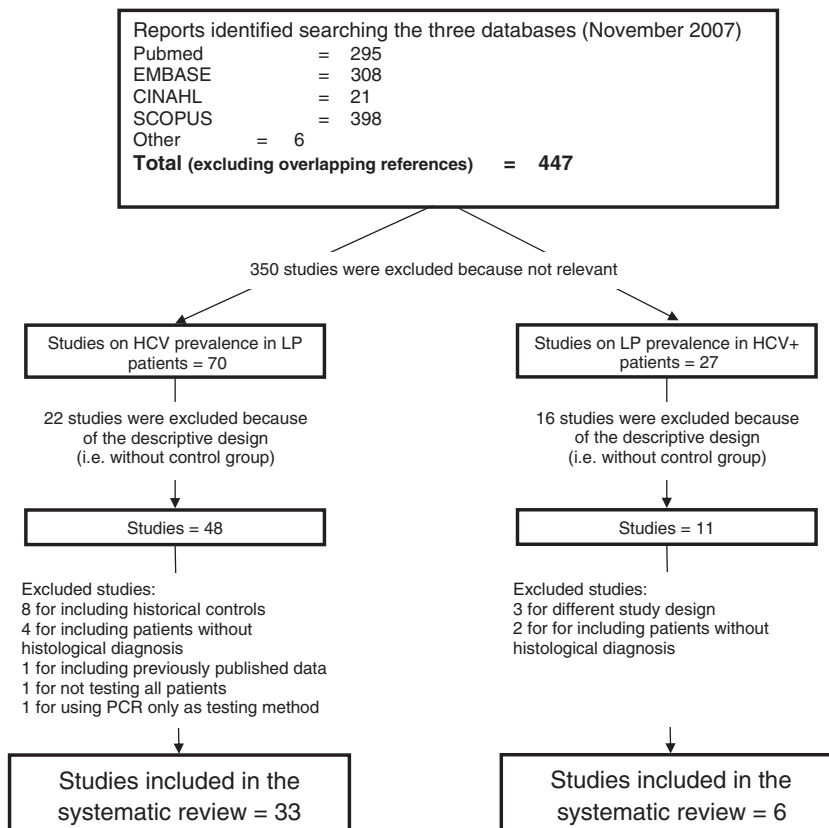 Reports identified searching the three databases (November 2007)
Pubmed = 295
EMBASE = 308
CINAHL = 21
SCOPUS = 398
Other = 6
Total (excluding overlapping references) = 447
350 studies were excluded because not relevant
Studies on HCV prevalence in LP
patients = 70
Studies on LP prevalence in HCV+
patients = 27
22 studies were excluded because
of the descriptive design
(i.e. without control group)
16 studies were excluded because
of the descriptive design
(i.e. without control group)
Studies = 48
Studies = 11
Excluded studies:
8 for including historical controls
4 for including patients without
histological diagnosis
1 for including previously published data
1 for not testing all patients
1 for using PCR only as testing method
Excluded studies:
3 for different study design
2 for for including patients without
histological diagnosis
Studies included in the
systematic review = 33
Studies included in the
systematic review = 6